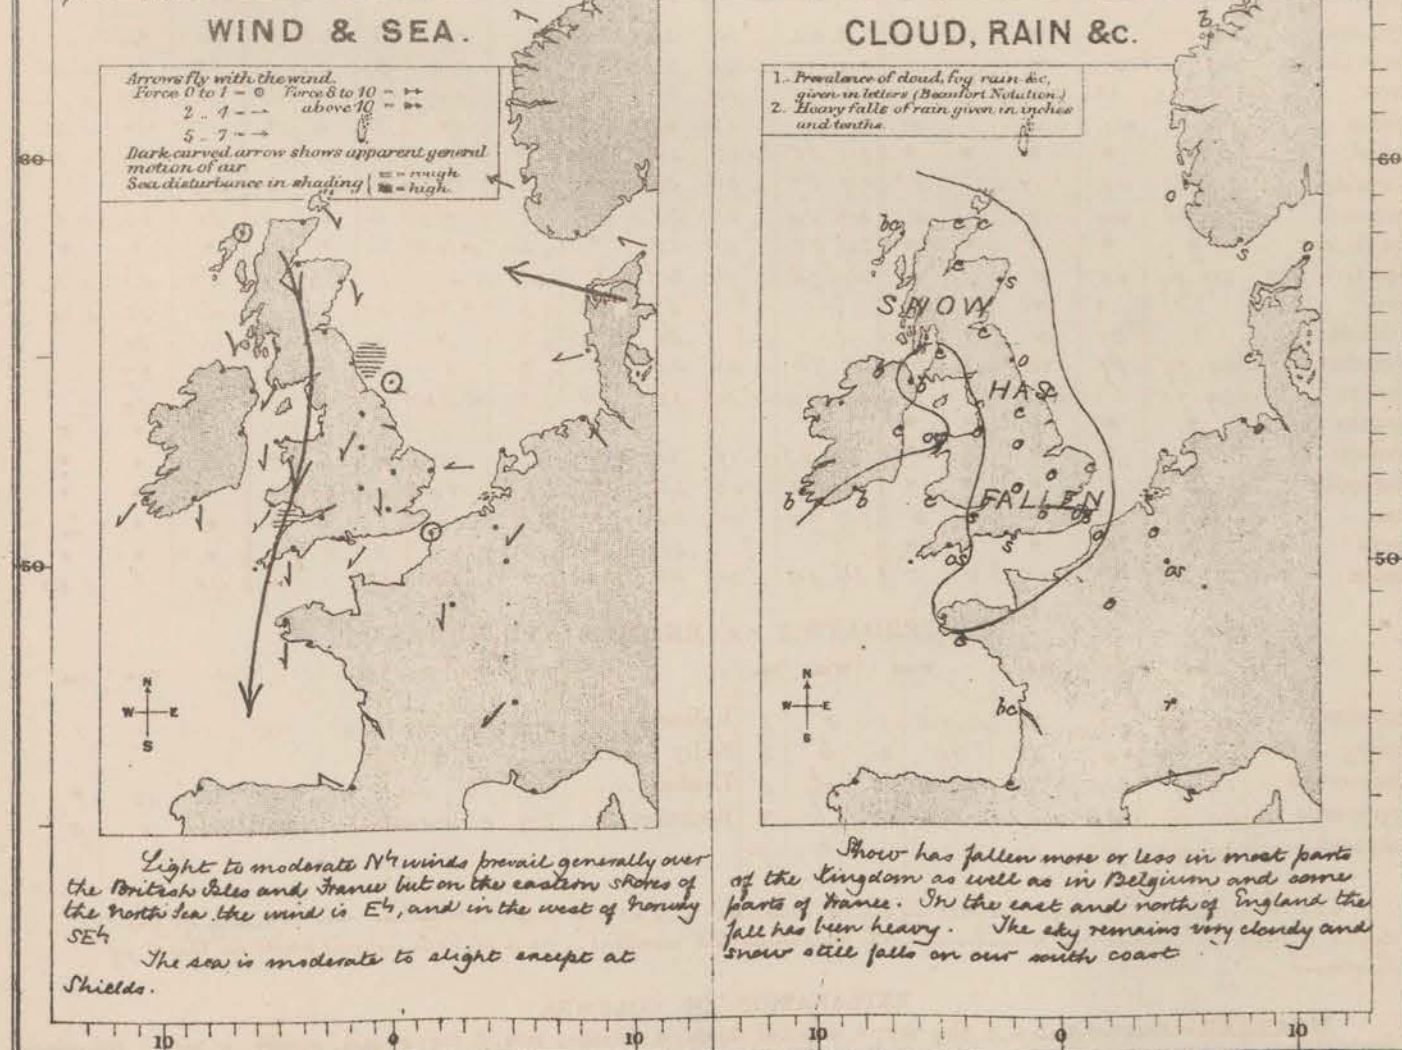 WIND & SEA.
Arrows fly with the wind.
Force 0 to 1 = ⊙ Force 8 to 10 =
2 .. 4 =
above 10 =
5 .. 7 =
Dark curved arrow shows apparent general
motion of air
Sea disturbance in shading { = rough
= high
60
50
N
W E
S
Light to moderate Nly winds prevail generally over
the British Isles and France but on the eastern shores of
the North Sea the wind is Ely, and in the west of Norway
SEly
The sea is moderate to slight except at
Shields.
10 0 10
CLOUD, RAIN &c.
1. Prevalence of cloud, fog rain &c,
given in letters (Beaufort Notation.)
2. Heavy falls of rain given in inches
and tenths.
b
60
o
bc
c c
s
o
c
s
SNOW
c
c
o
c
b
b
HAS
c
o
c
o
o
c
o
b
b
c
FALLEN
o
s
o
os
o
os
o
c
50
bc
r
N
W E
S
c
s
Snow has fallen more or less in most parts
of the Kingdom as well as in Belgium and some
parts of France. In the east and north of England the
fall has been heavy. The sky remains very cloudy and
snow still falls on our south coast
10 0 10